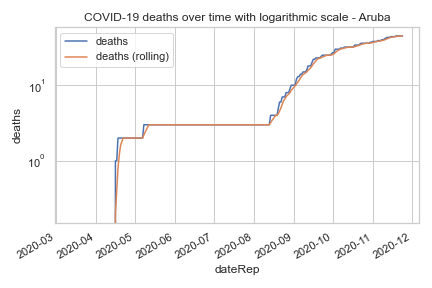 COVID-19 deaths over time with logarithmic scale - Aruba
deaths
deaths (rolling)
10¹
10⁰
deaths
2020-03
2020-04
2020-05
2020-06
2020-07
2020-08
2020-09
2020-10
2020-11
2020-12
dateRep